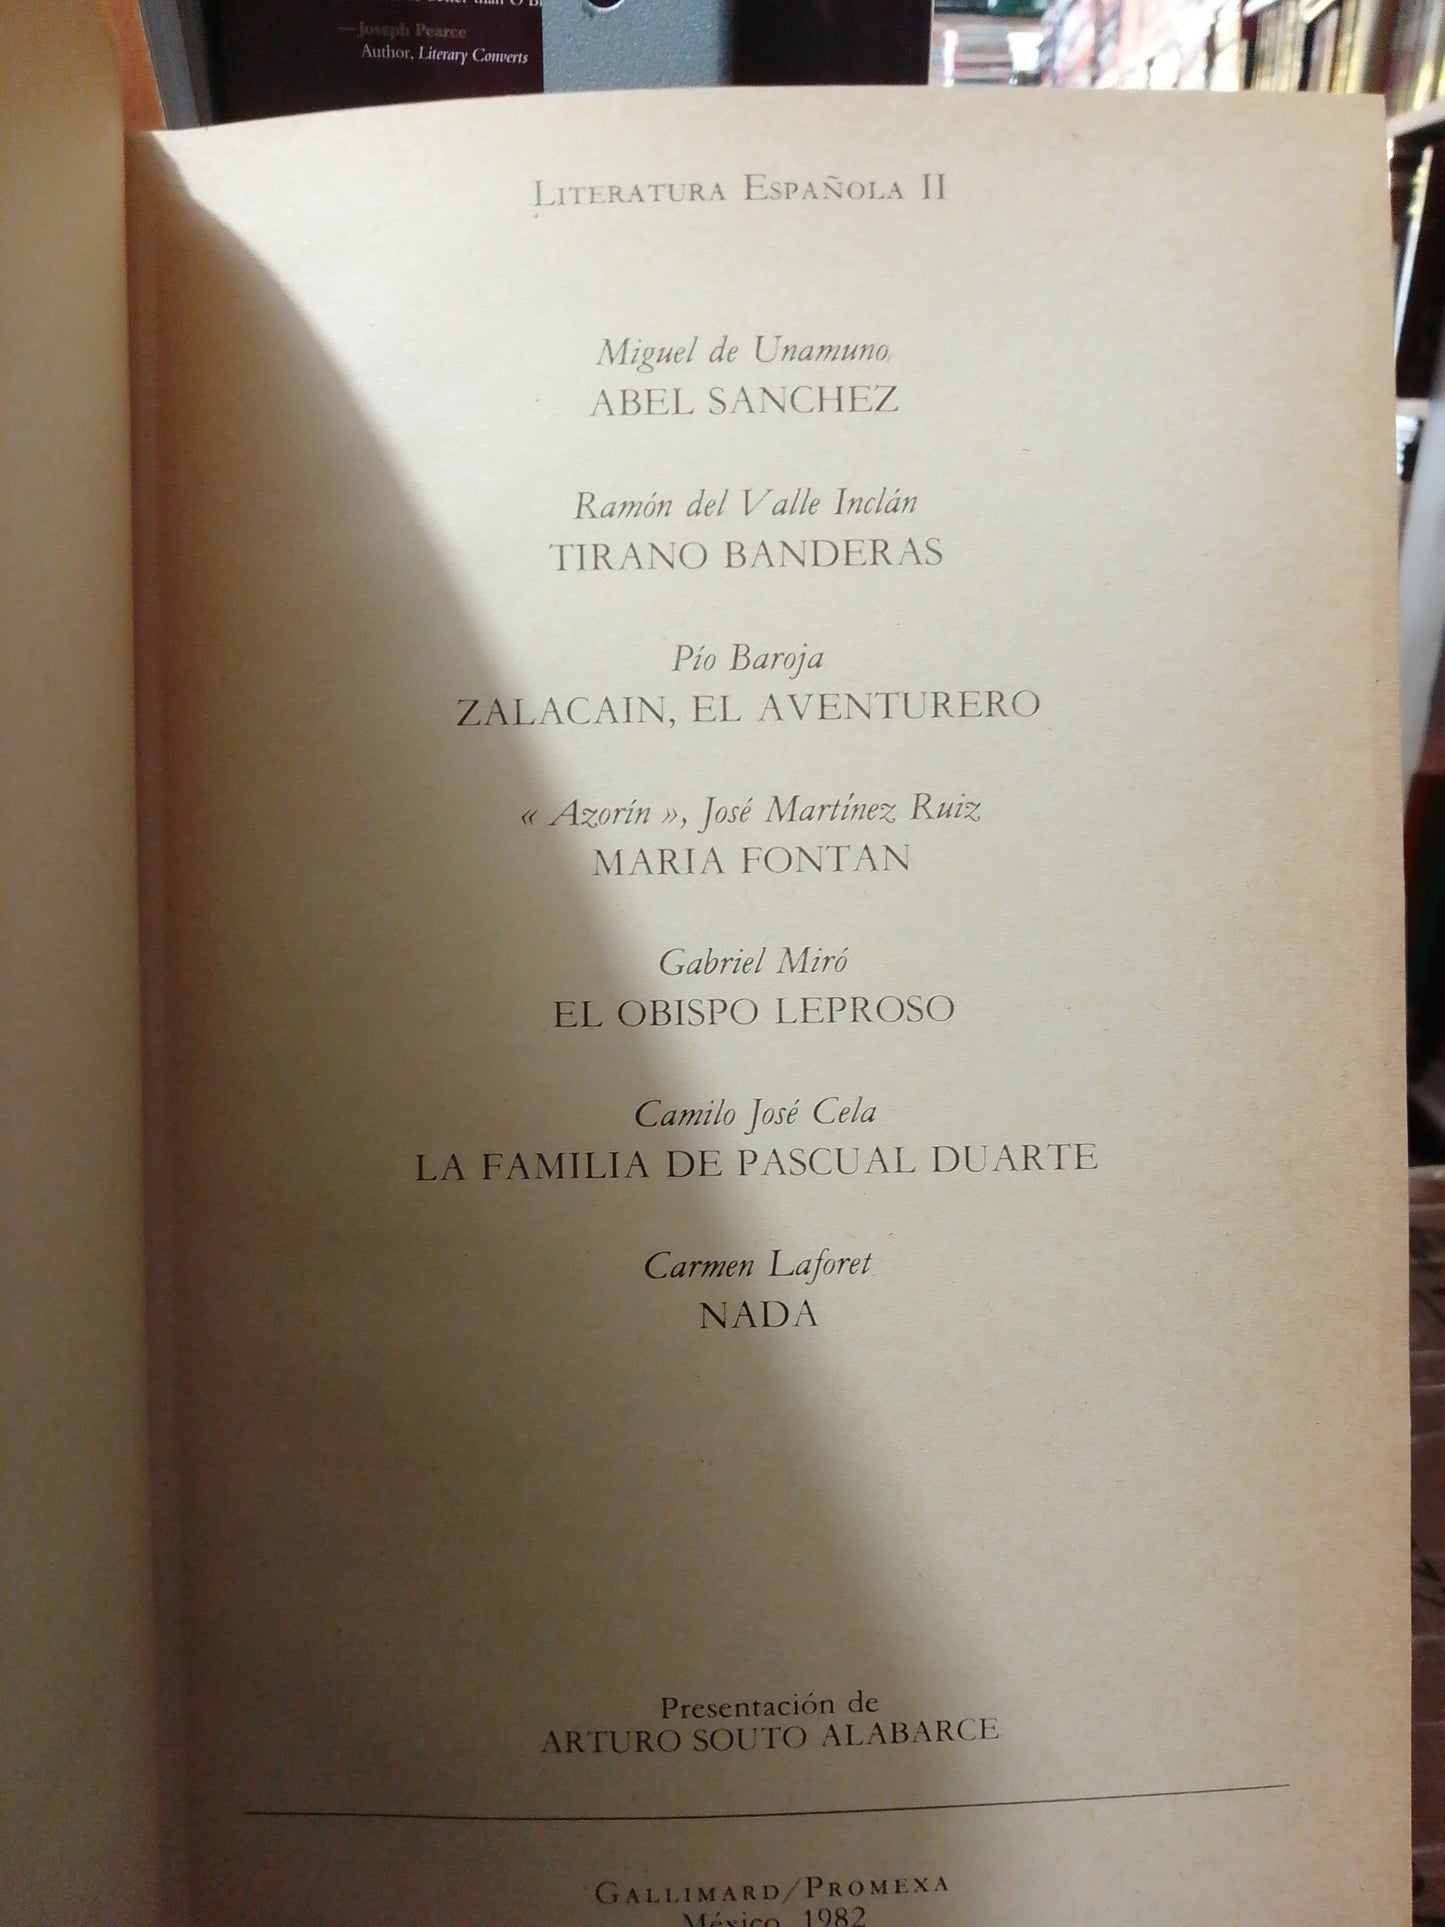 better than O'B
—Joseph Pearce
Author, Literary Converts
LITERATURA ESPAÑOLA II
Miguel de Unamuno
ABEL SANCHEZ
Ramón del Valle Inclán
TIRANO BANDERAS
Pío Baroja
ZALACAIN, EL AVENTURERO
« Azorín », José Martínez Ruiz
MARIA FONTAN
Gabriel Miró
EL OBISPO LEPROSO
Camilo José Cela
LA FAMILIA DE PASCUAL DUARTE
Carmen Laforet
NADA
Presentación de
ARTURO SOUTO ALABARCE
GALLIMARD/PROMEXA
México, 1982